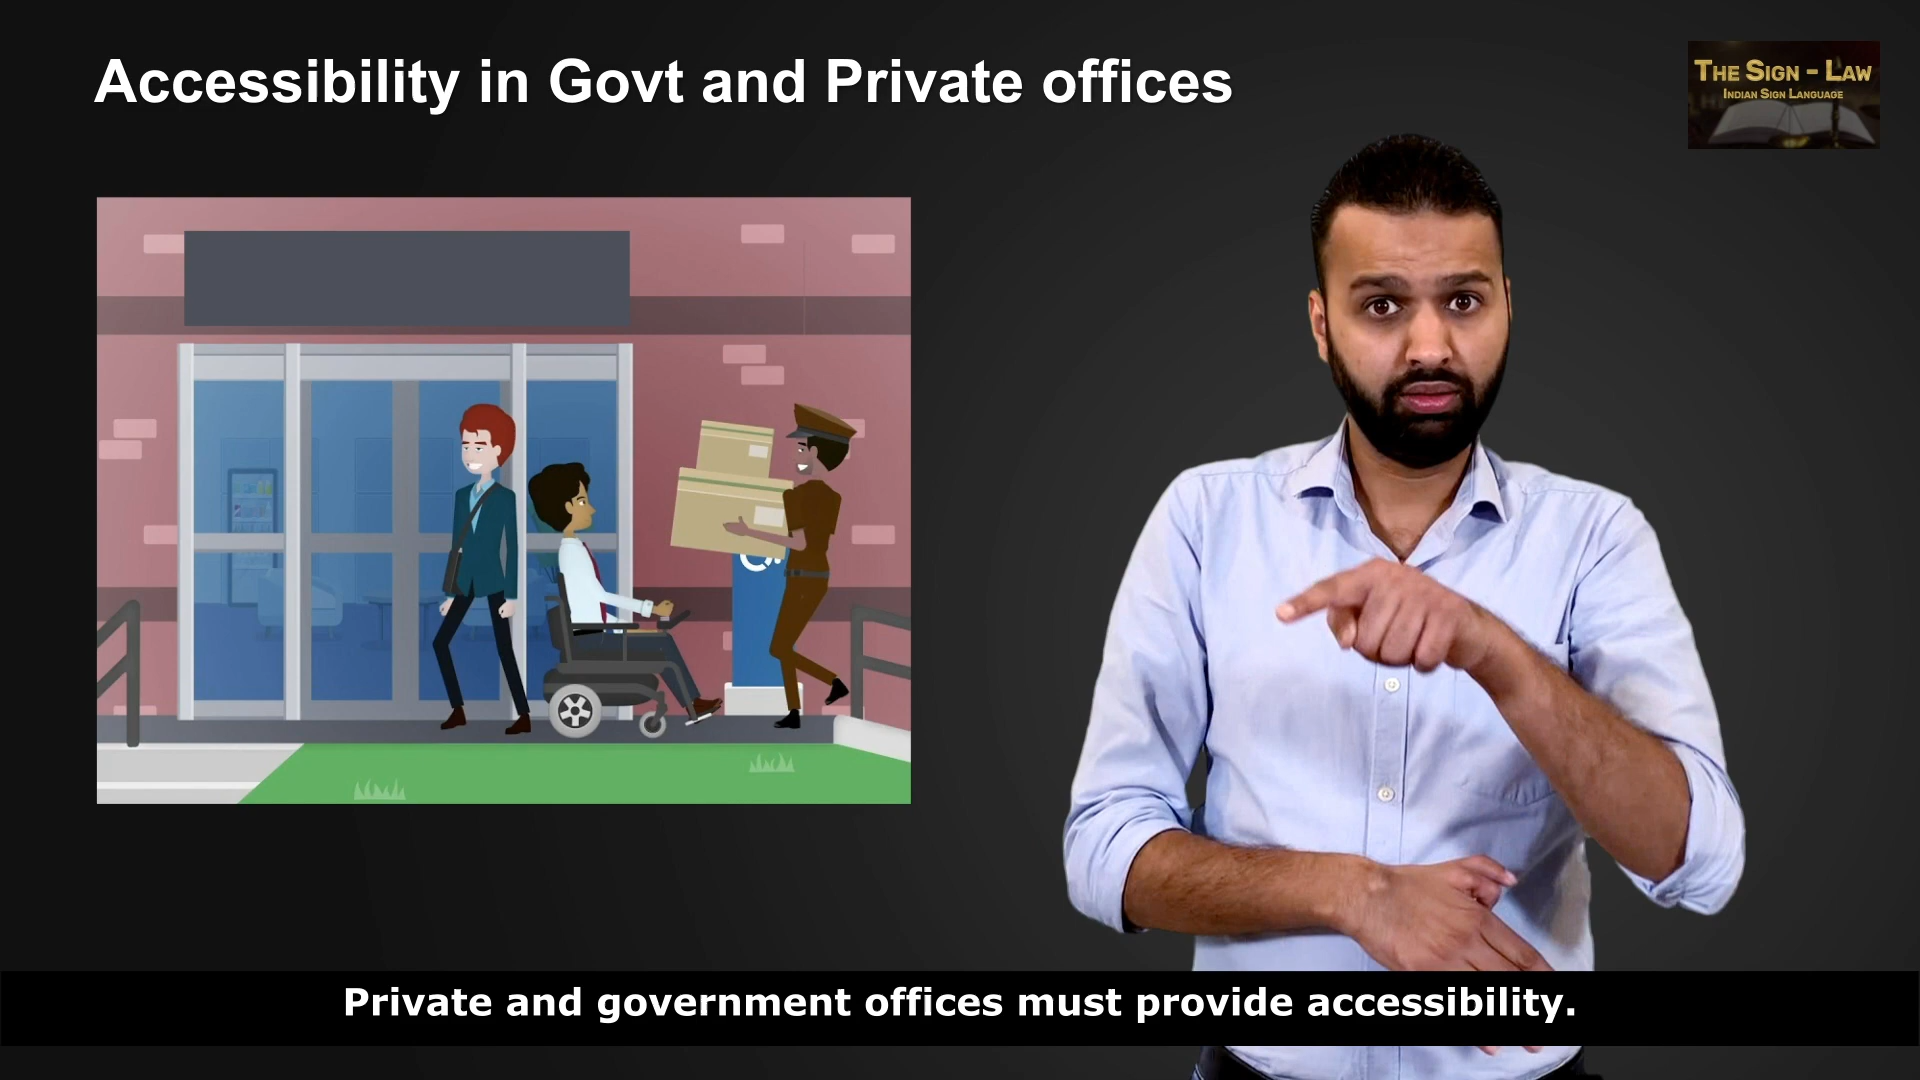 Accessibility in Govt and Private offices
The Sign - Law
Indian Sign Language
Private and government offices must provide accessibility.